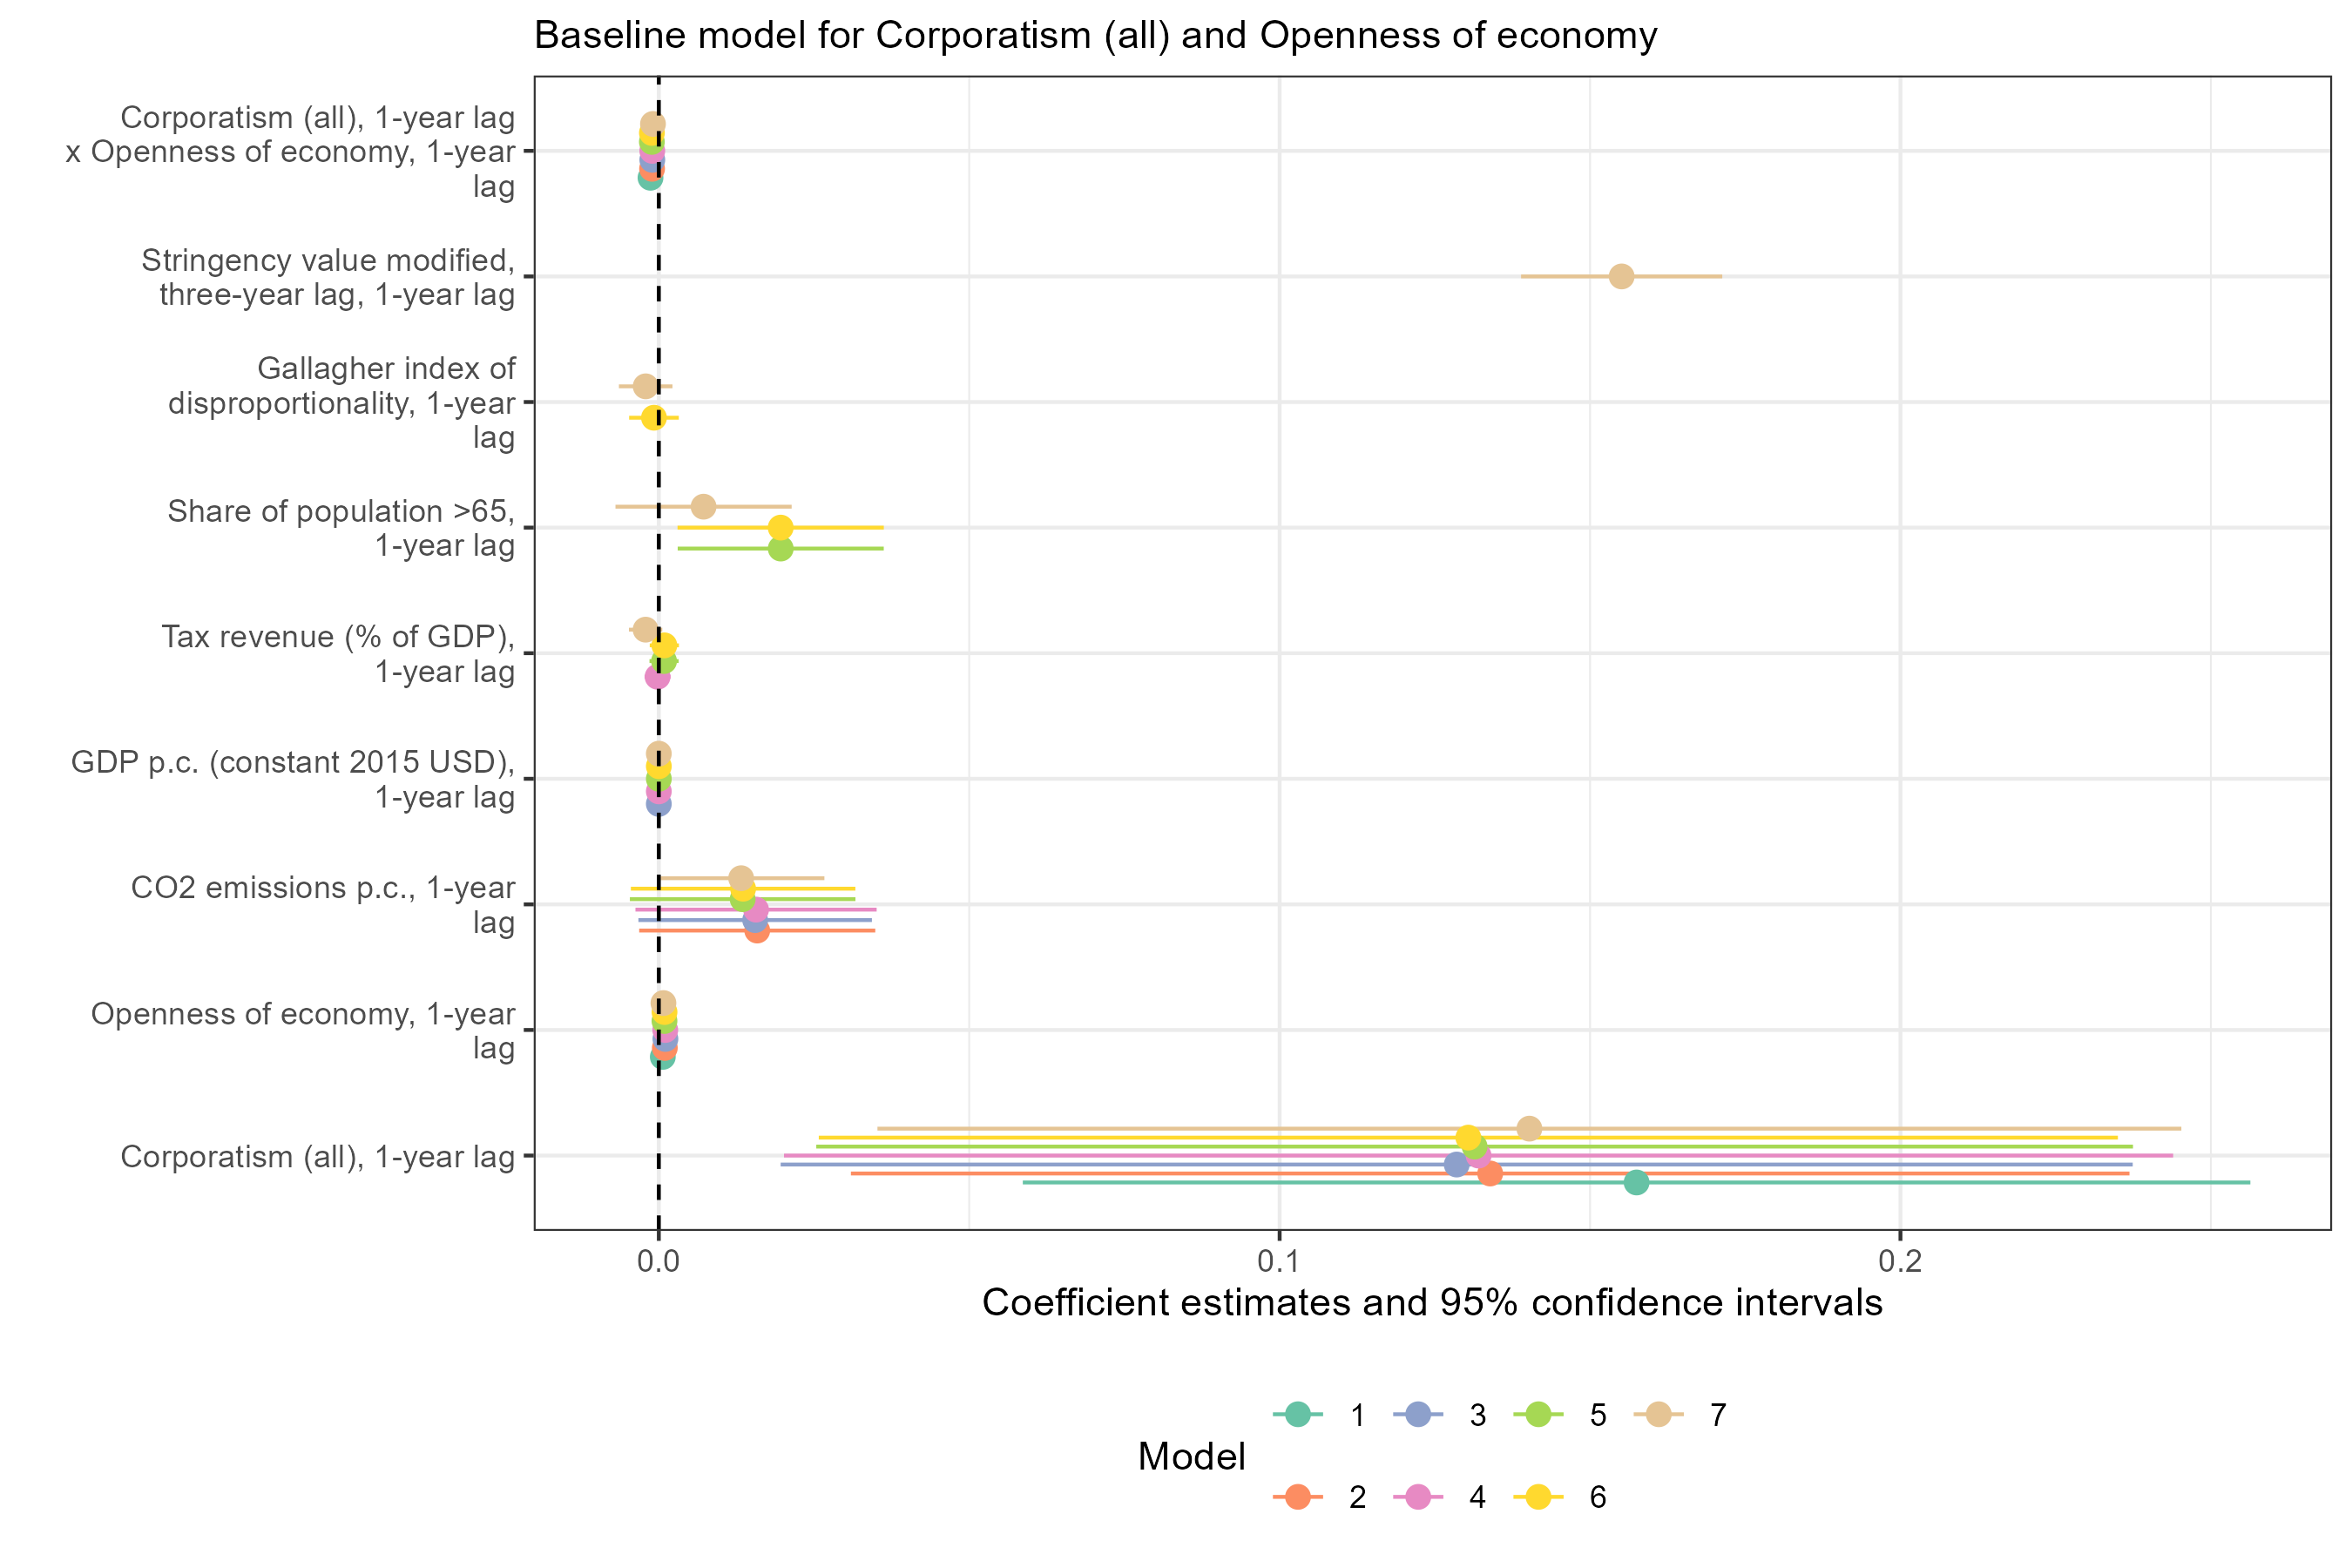 Baseline model for Corporatism (all) and Openness of economy
Corporatism (all), 1-year lag
x Openness of economy, 1-year
lag
Stringency value modified,
three-year lag, 1-year lag
Gallagher index of
disproportionality, 1-year
lag
Share of population >65,
1-year lag
Tax revenue (% of GDP),
1-year lag
GDP p.c. (constant 2015 USD),
1-year lag
CO2 emissions p.c., 1-year
lag
Openness of economy, 1-year
lag
Corporatism (all), 1-year lag
0.0 0.1 0.2
Coefficient estimates and 95% confidence intervals
Model
1 3 5 7
2 4 6